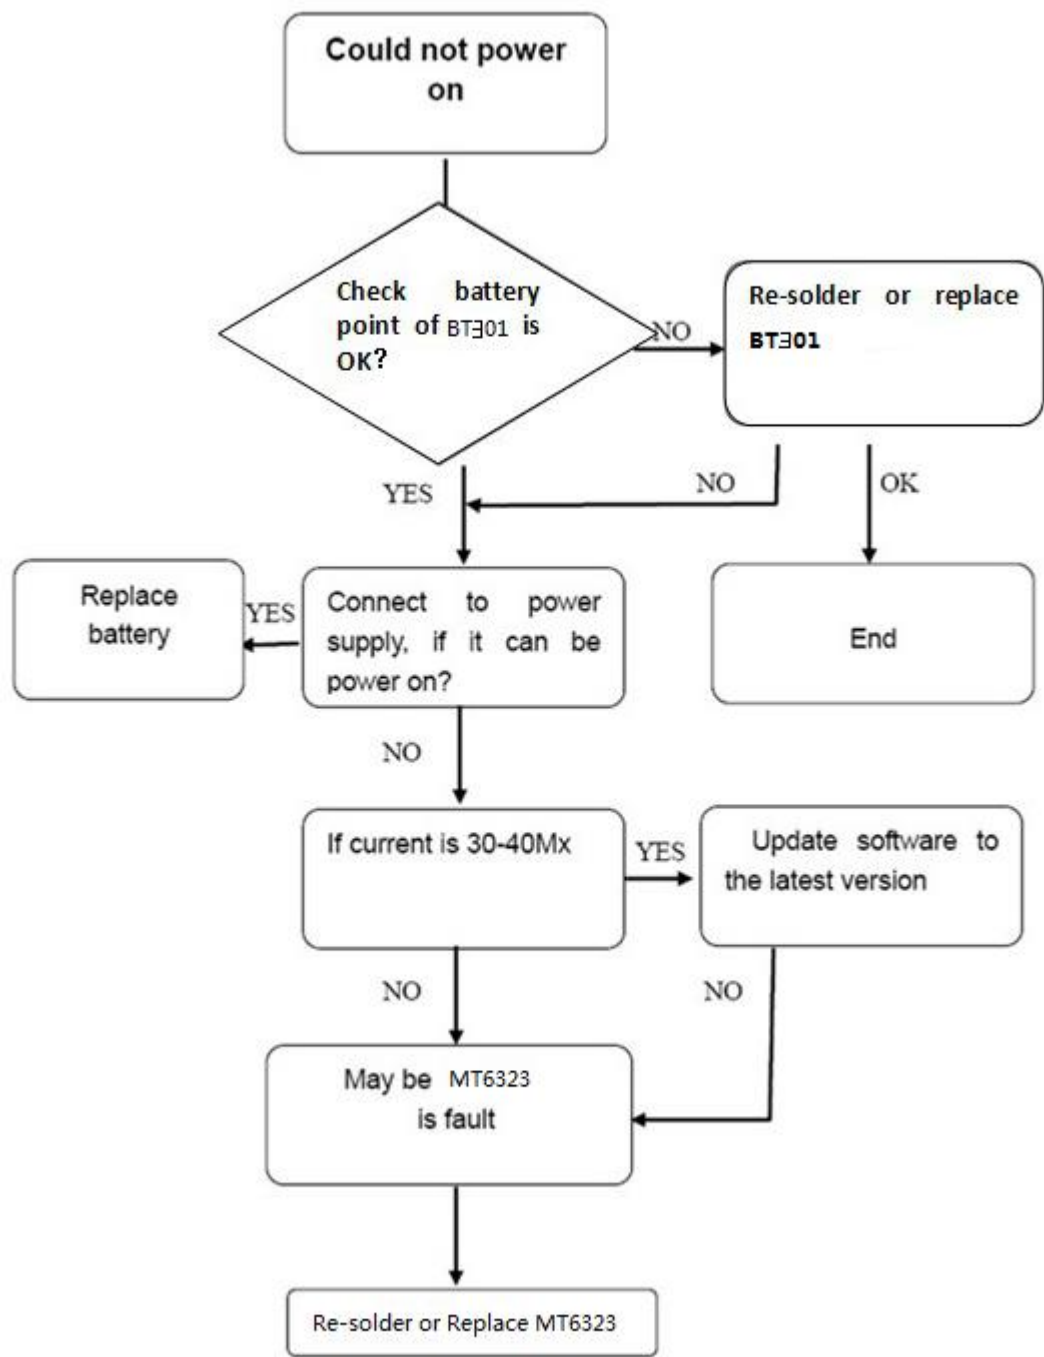 Could not power
on
Check battery
point of BTƎ01 is
OK?
NO
Re-solder or replace
BTƎ01
YES
NO
OK
Replace
battery
YES
Connect to power
supply, if it can be
power on?
End
NO
If current is 30-40Mx
YES
Update software to
the latest version
NO
NO
May be MT6323
is fault
Re-solder or Replace MT6323